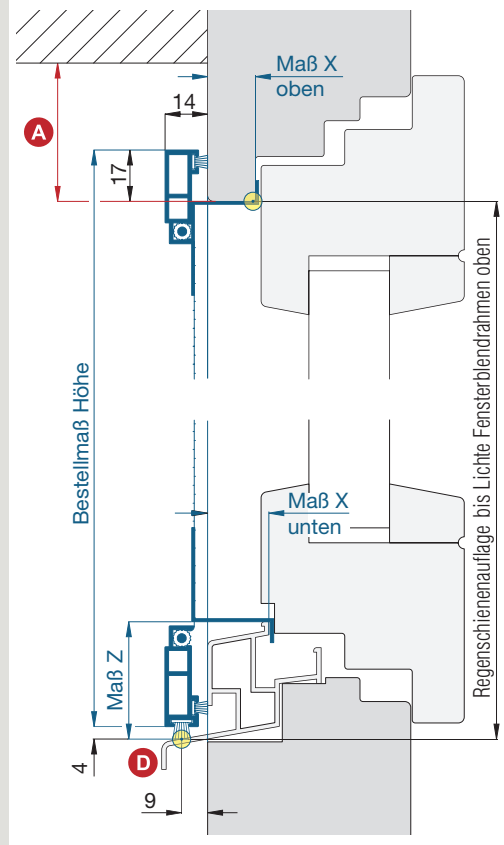 Maß X
oben
14
A
17
Bestellmaß Höhe
Regenschienenauflage bis Lichte Fensterblendrahmen oben
Maß X
unten
Maß Z
D
4
9